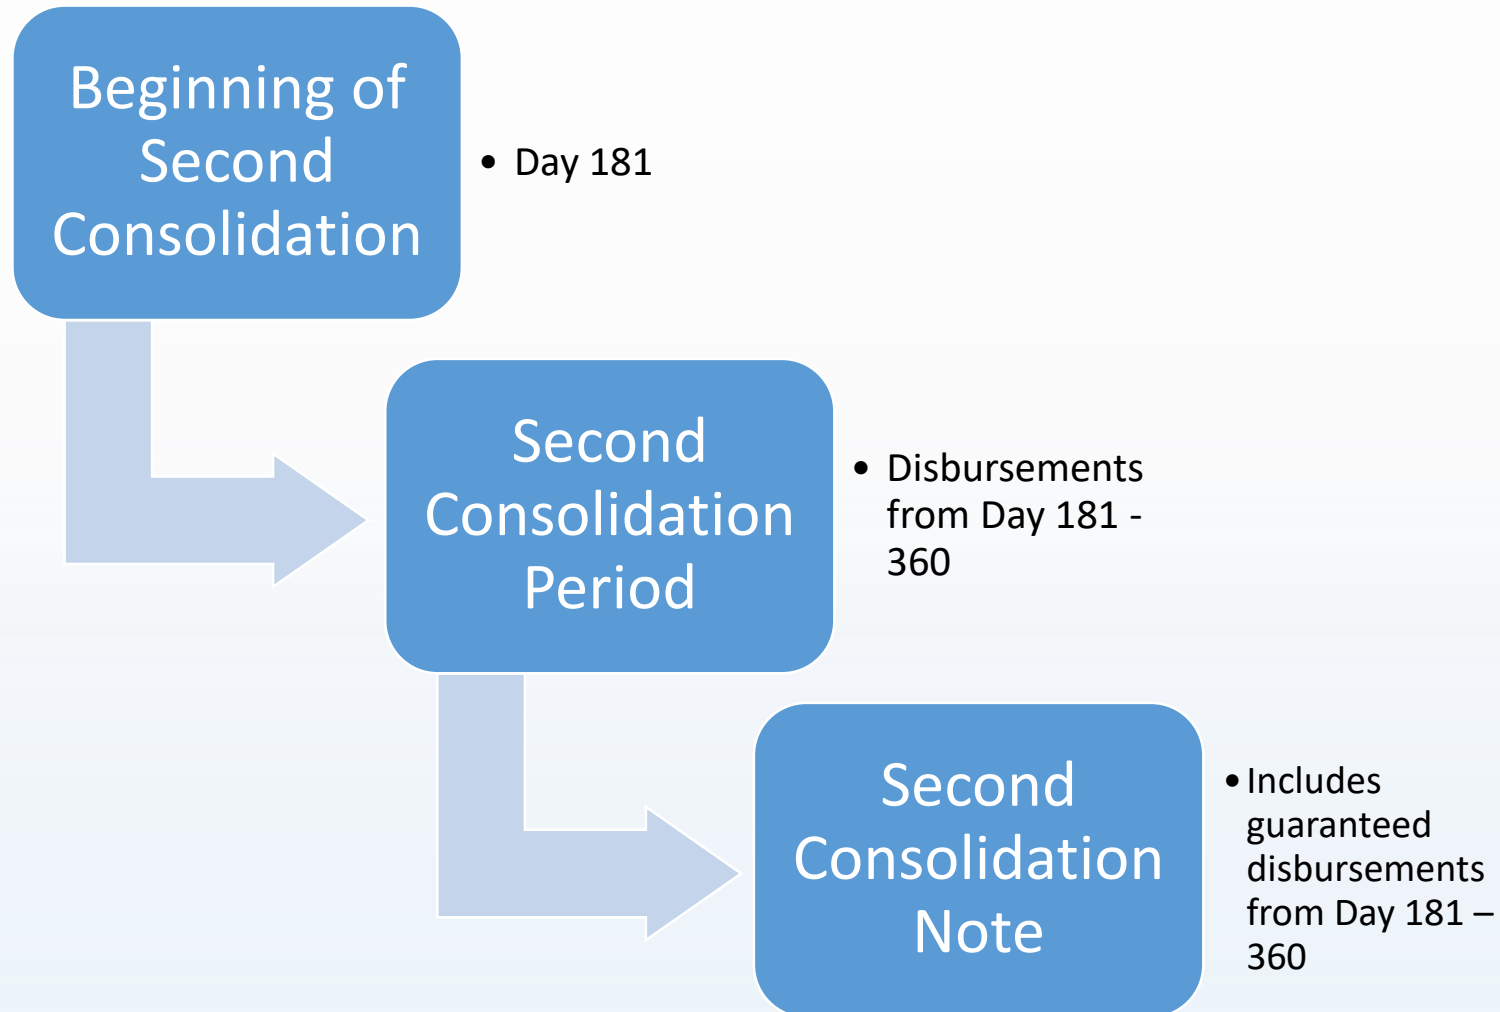 Beginning of
Second
Consolidation
• Day 181
Second
Consolidation
Period
• Disbursements
from Day 181 -
360
Second
Consolidation
Note
• Includes
guaranteed
disbursements
from Day 181 –
360